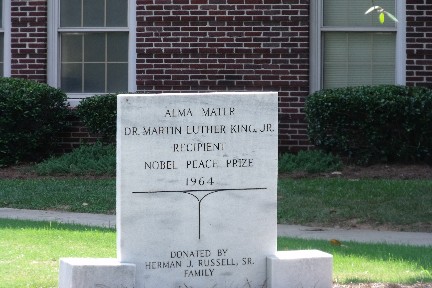 ALMA MATER
DR. MARTIN LUTHER KING, JR.
RECIPIENT
NOBEL PEACE PRIZE
1964
DONATED BY
HERMAN J. RUSSELL, SR.
FAMILY